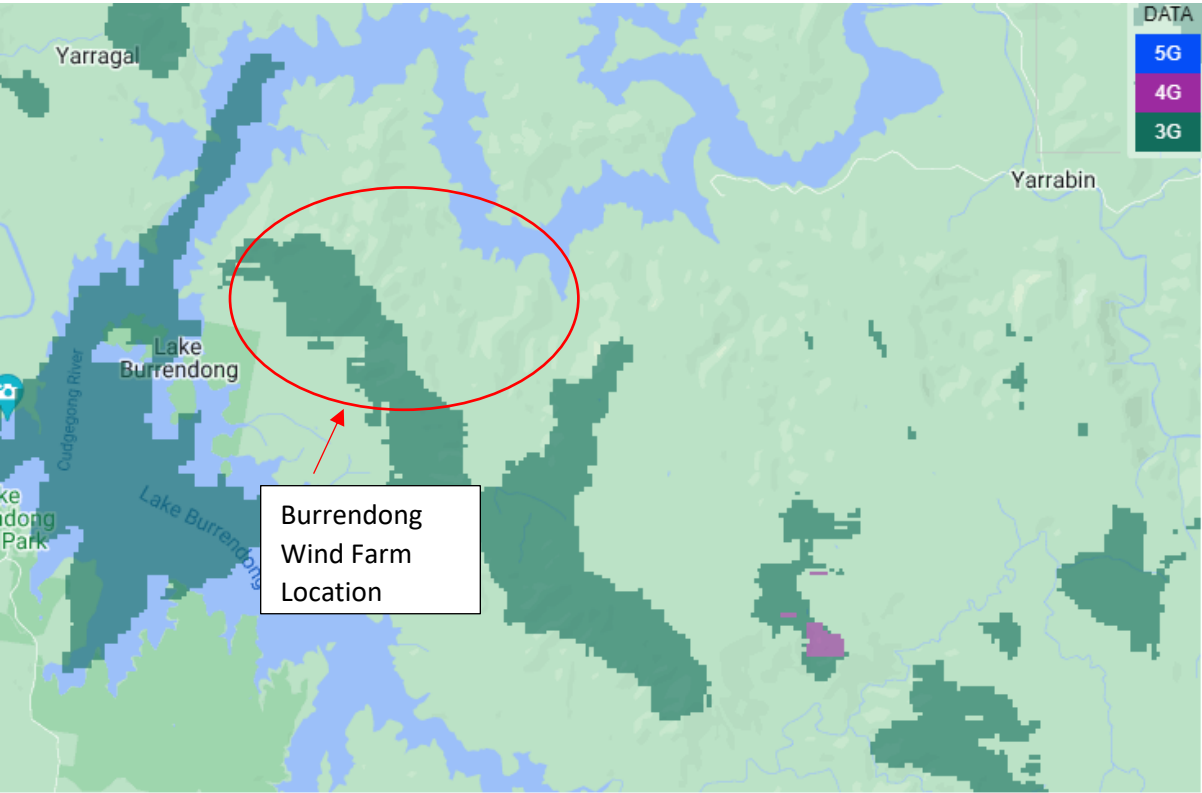 DATA
5G
4G
3G
Yarragal
Yarrabin
Lake
Burrendong
Cudgegong River
Lake Burrendong
ke
ndong
Park
Burrendong
Wind Farm
Location